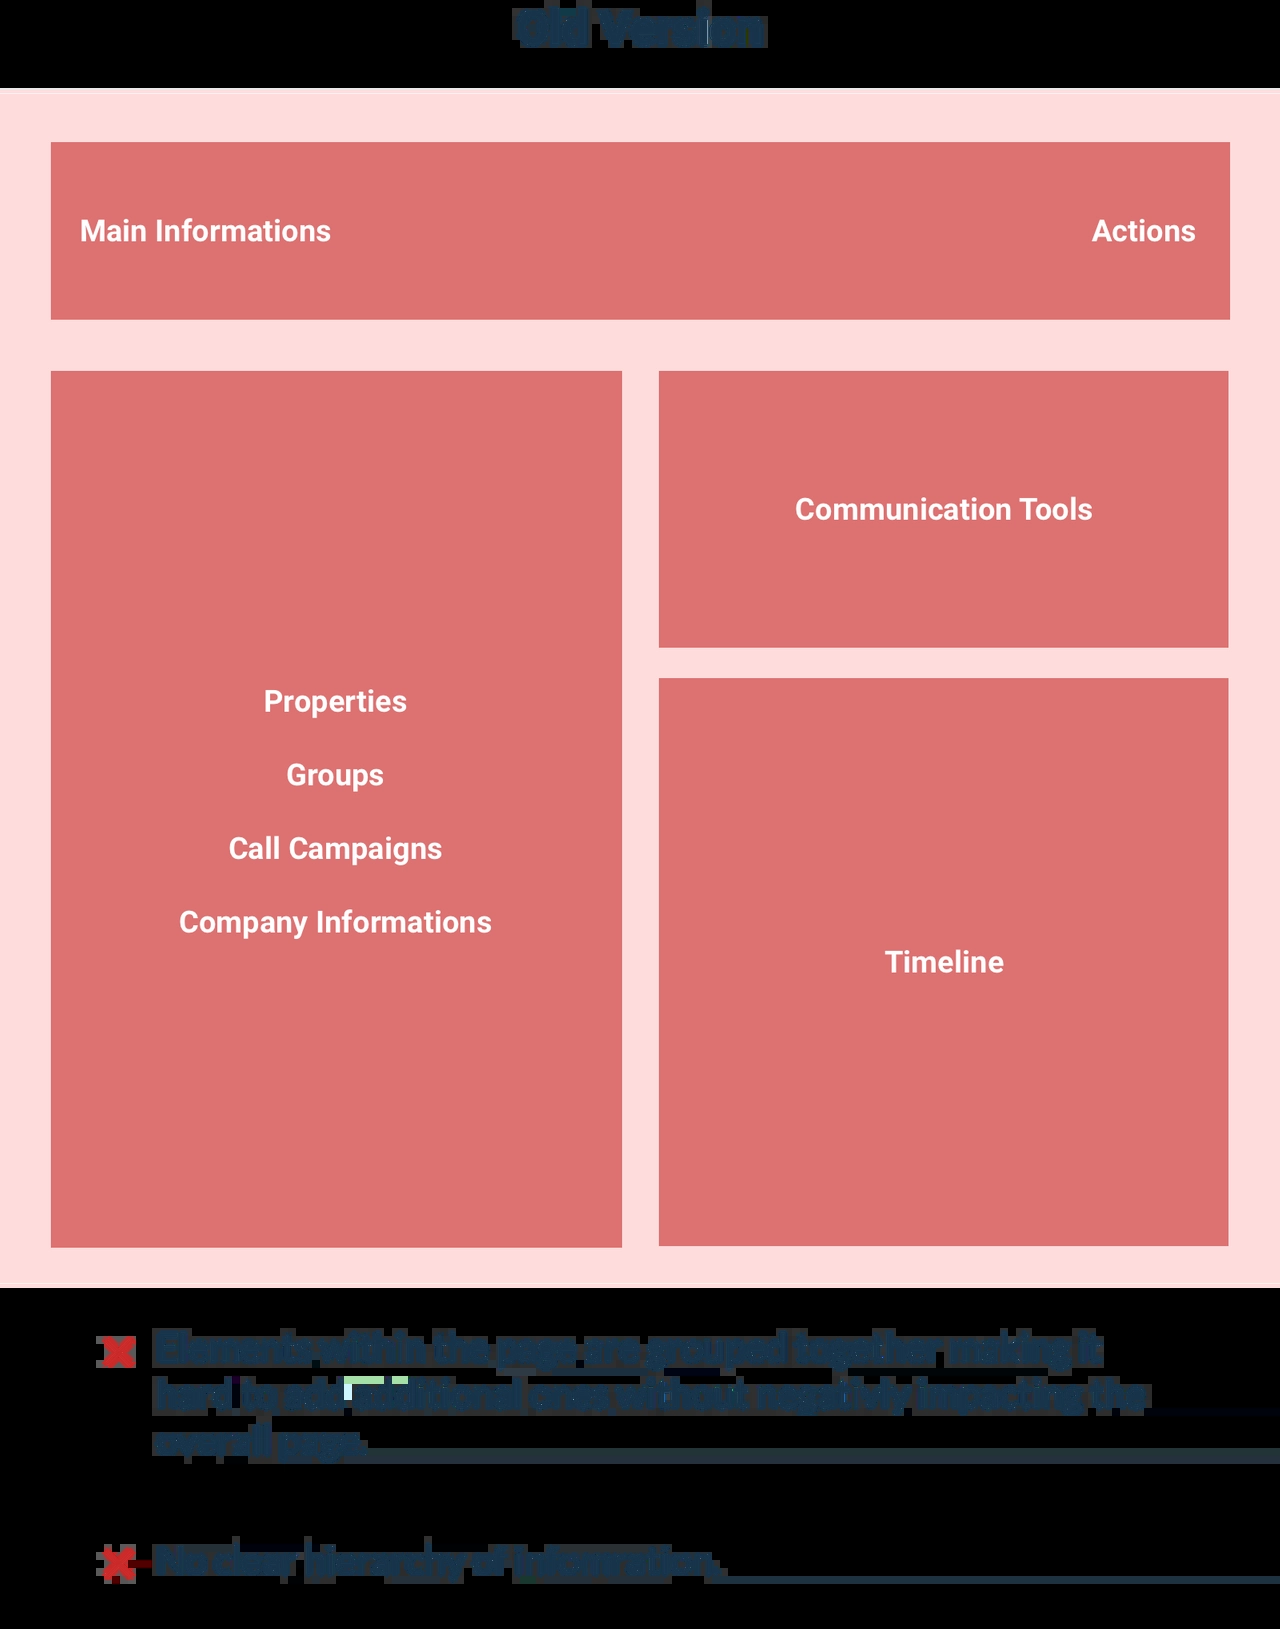 Old Version
Main Informations
Actions
Properties
Groups
Call Campaigns
Company Informations
Communication Tools
Timeline
Elements within the page are grouped together making it
hard to add additional ones without negativly impacting the
overall page.
No clear hierarchy of information.